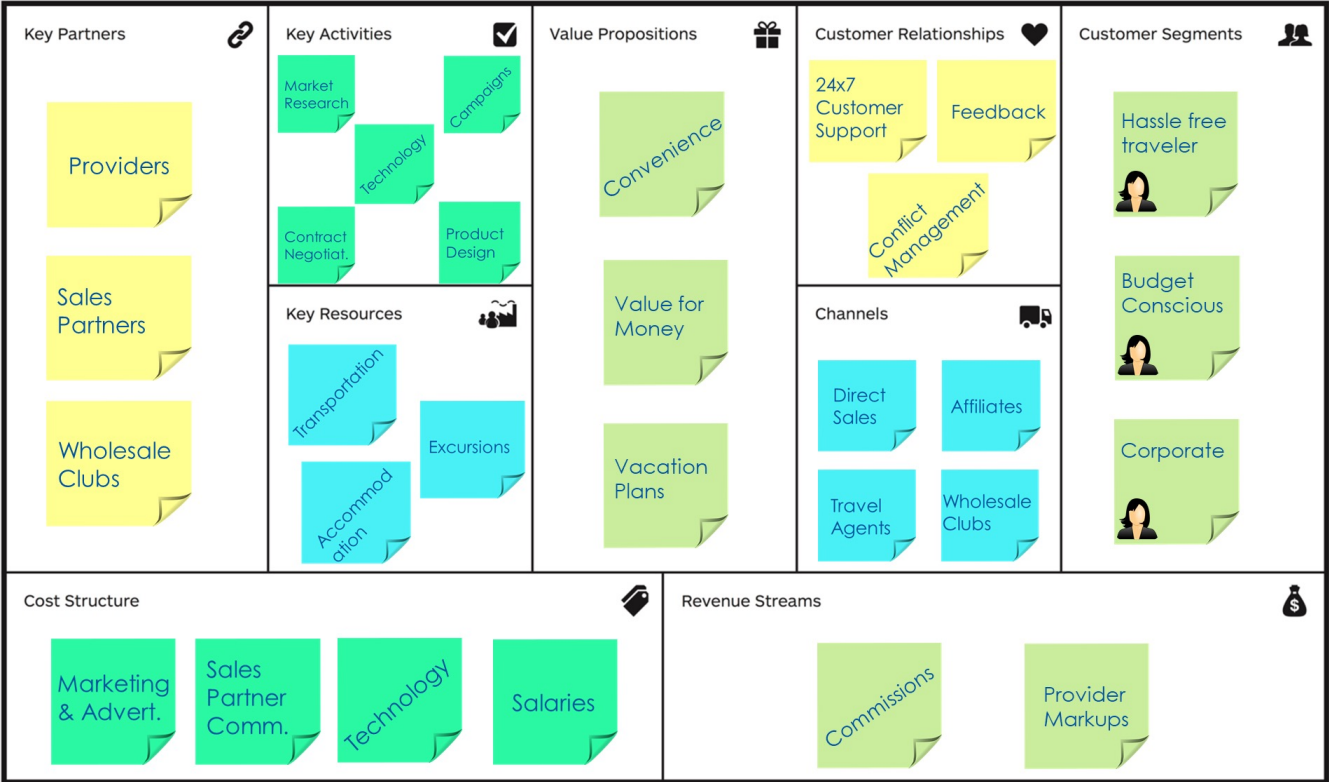 Key Partners
Providers
Sales
Partners
Wholesale
Clubs
Key Activities
Market
Research
Campaigns
Technology
Contract
Negotiat.
Product
Design
Key Resources
Transportation
Excursions
Accommod
ation
Value Propositions
Convenience
Value for
Money
Vacation
Plans
Customer Relationships
24x7
Customer
Support
Feedback
Conflict
Management
Channels
Direct
Sales
Affiliates
Travel
Agents
Wholesale
Clubs
Customer Segments
Hassle free
traveler
Budget
Conscious
Corporate
Cost Structure
Marketing
& Advert.
Sales
Partner
Comm.
Technology
Salaries
Revenue Streams
$
Commissions
Provider
Markups